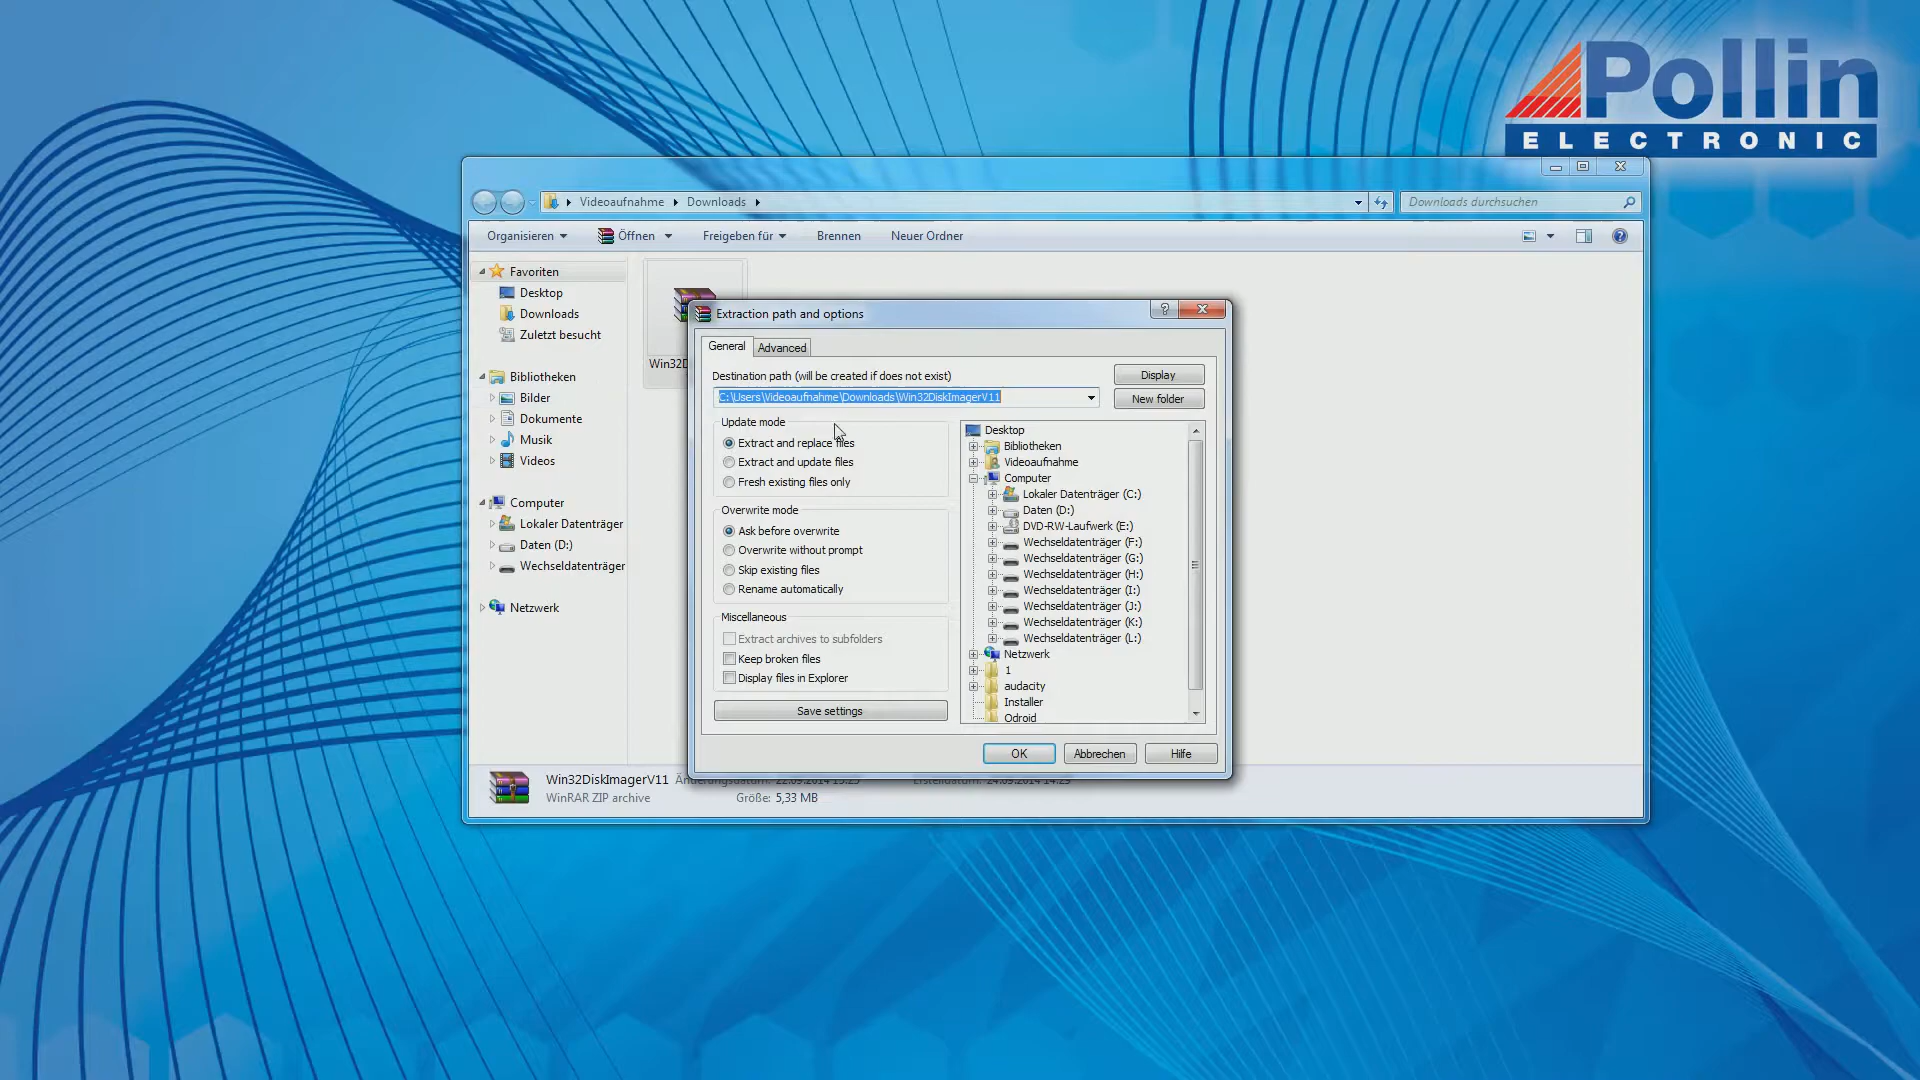 Pollin
ELECTRONIC
Videoaufnahme
Downloads
Downloads durchsuchen
Organisieren
Öffnen
Freigeben für
Brennen
Neuer Ordner
Favoriten
Desktop
Downloads
Zuletzt besucht
Bibliotheken
Bilder
Dokumente
Musik
Videos
Computer
Lokaler Datenträger
Daten (D:)
Wechseldatenträger
Netzwerk
Win32D
Extraction path and options
General
Advanced
Destination path (will be created if does not exist)
C:\Users\Videoaufnahme\Downloads\Win32DiskImagerV11
Display
New folder
Update mode
Extract and replace files
Extract and update files
Fresh existing files only
Overwrite mode
Ask before overwrite
Overwrite without prompt
Skip existing files
Rename automatically
Miscellaneous
Extract archives to subfolders
Keep broken files
Display files in Explorer
Save settings
Desktop
Bibliotheken
Videoaufnahme
Computer
Lokaler Datenträger (C:)
Daten (D:)
DVD-RW-Laufwerk (E:)
Wechseldatenträger (F:)
Wechseldatenträger (G:)
Wechseldatenträger (H:)
Wechseldatenträger (I:)
Wechseldatenträger (J:)
Wechseldatenträger (K:)
Wechseldatenträger (L:)
Netzwerk
1
audacity
Installer
Odroid
OK
Abbrechen
Hilfe
Win32DiskImagerV11
WinRAR ZIP archive
Größe: 5,33 MB